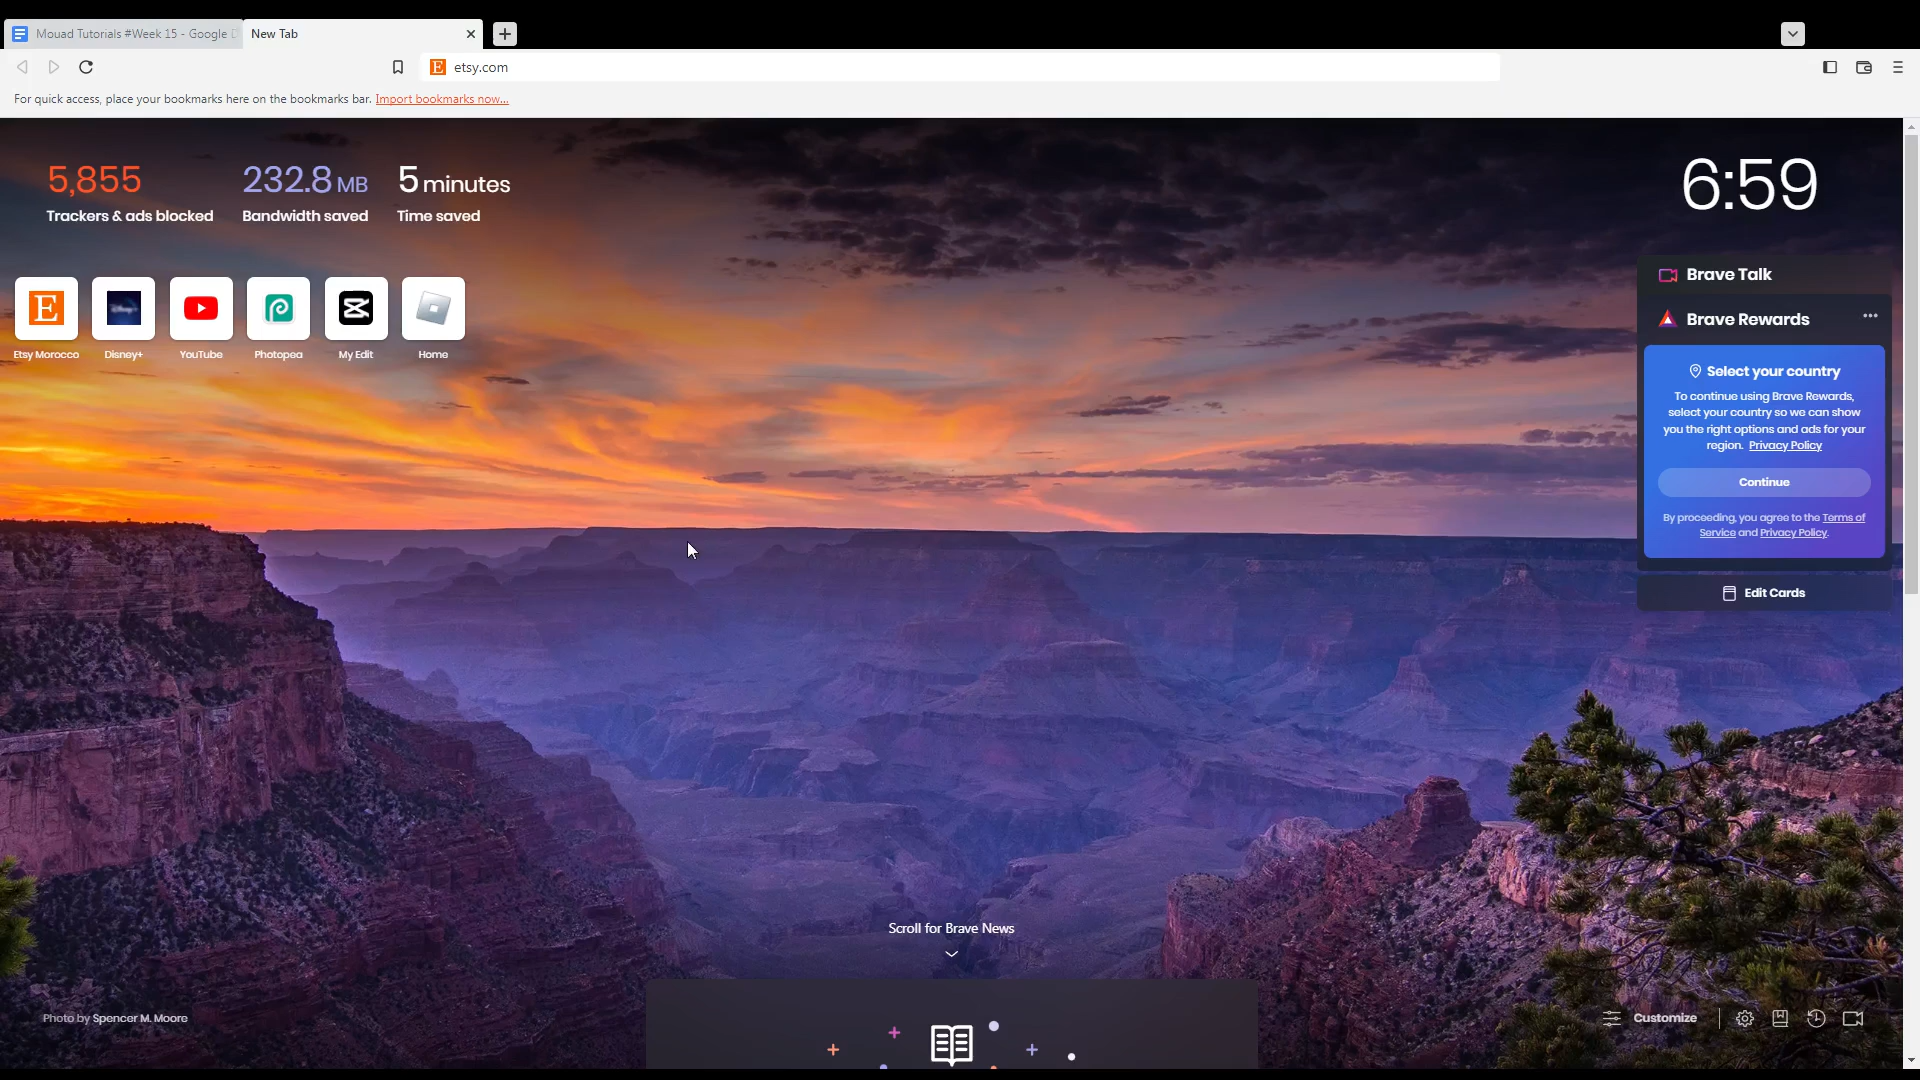 Mouad Tutorials #Week 15 - Google
New Tab
etsy.com
For quick access, place your bookmarks here on the bookmarks bar. Import bookmarks now...
5,855
Trackers & ads blocked
232.8 MB
Bandwidth saved
5 minutes
Time saved
6:59
E
Etsy Morocco
Disney+
YouTube
Photopea
My Edit
Home
Brave Talk
Brave Rewards
Select your country
To continue using Brave Rewards,
select your country so we can show
you the right options and ads for your
region. Privacy Policy
Continue
By proceeding, you agree to the Terms of
Service and Privacy Policy.
Edit Cards
Scroll for Brave News
Photo by Spencer M. Moore
Customize